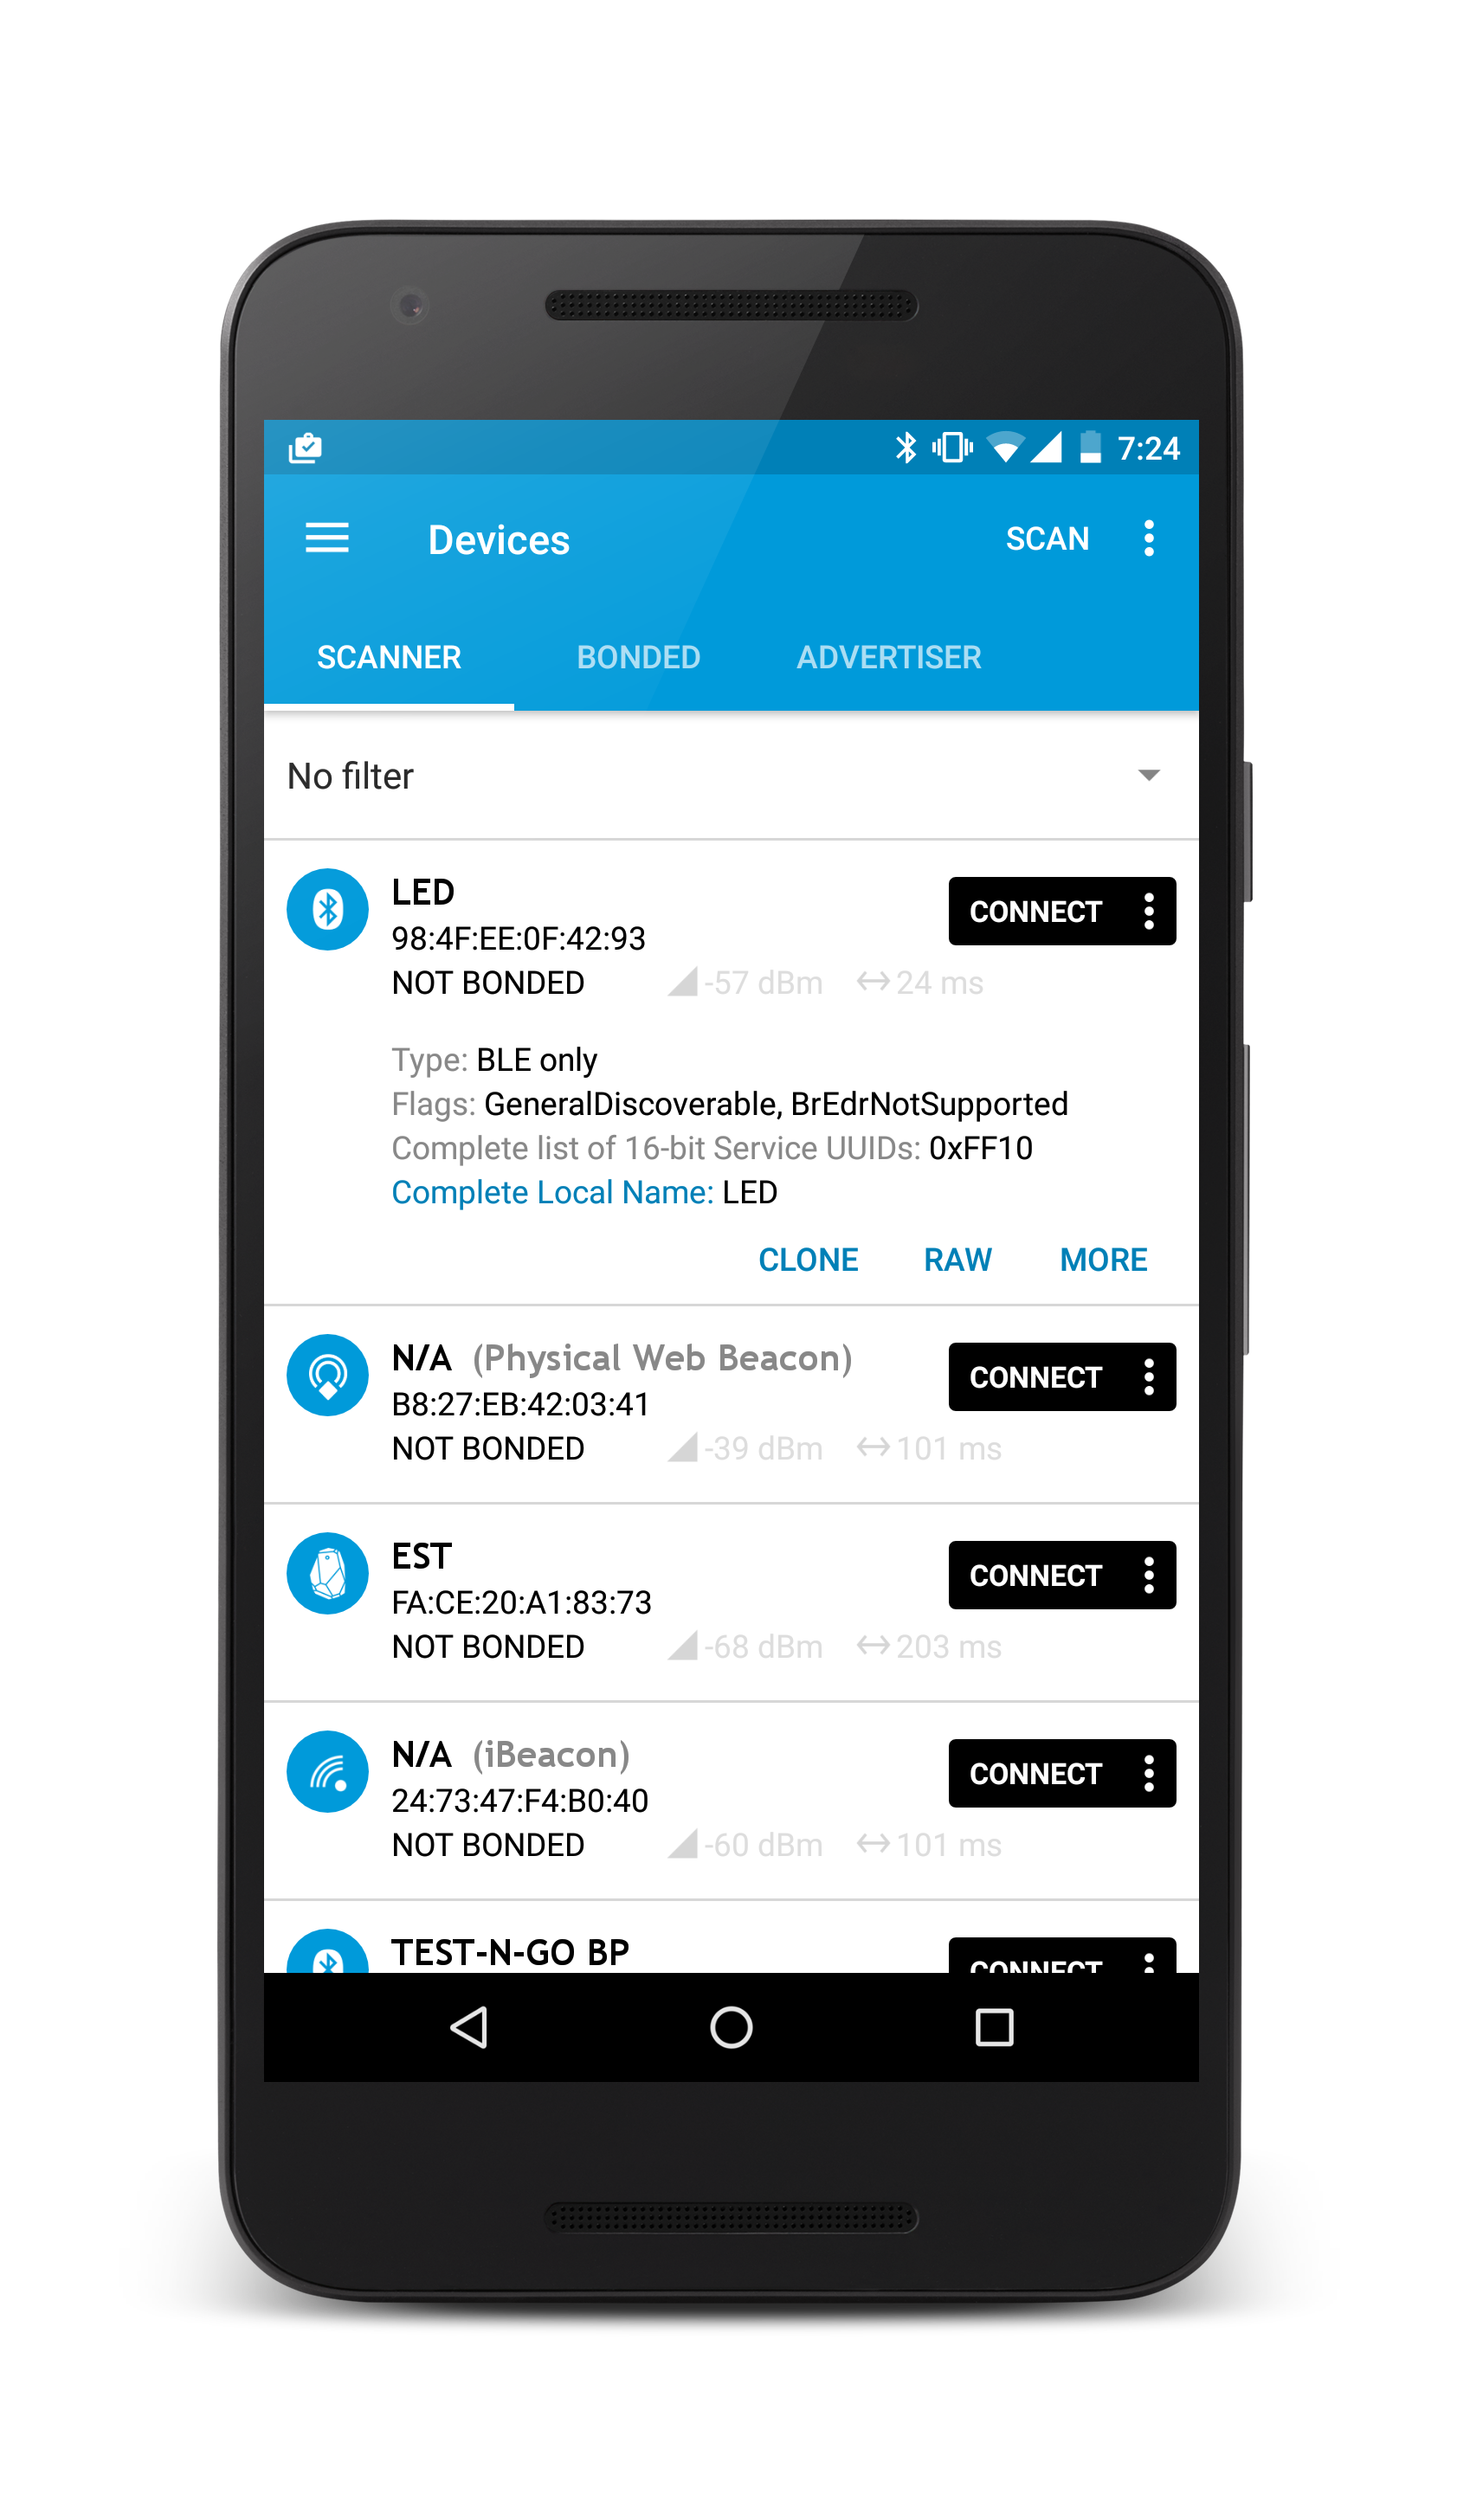 7:24
Devices SCAN
SCANNER BONDED ADVERTISER
No filter
LED CONNECT
98:4F:EE:0F:42:93
NOT BONDED -57 dBm 24 ms
Type: BLE only
Flags: GeneralDiscoverable, BrEdrNotSupported
Complete list of 16-bit Service UUIDs: 0xFF10
Complete Local Name: LED
CLONE RAW MORE
N/A (Physical Web Beacon) CONNECT
B8:27:EB:42:03:41
NOT BONDED -39 dBm 101 ms
EST CONNECT
FA:CE:20:A1:83:73
NOT BONDED -68 dBm 203 ms
N/A (iBeacon) CONNECT
24:73:47:F4:B0:40
NOT BONDED -60 dBm 101 ms
TEST-N-GO BP CONNECT